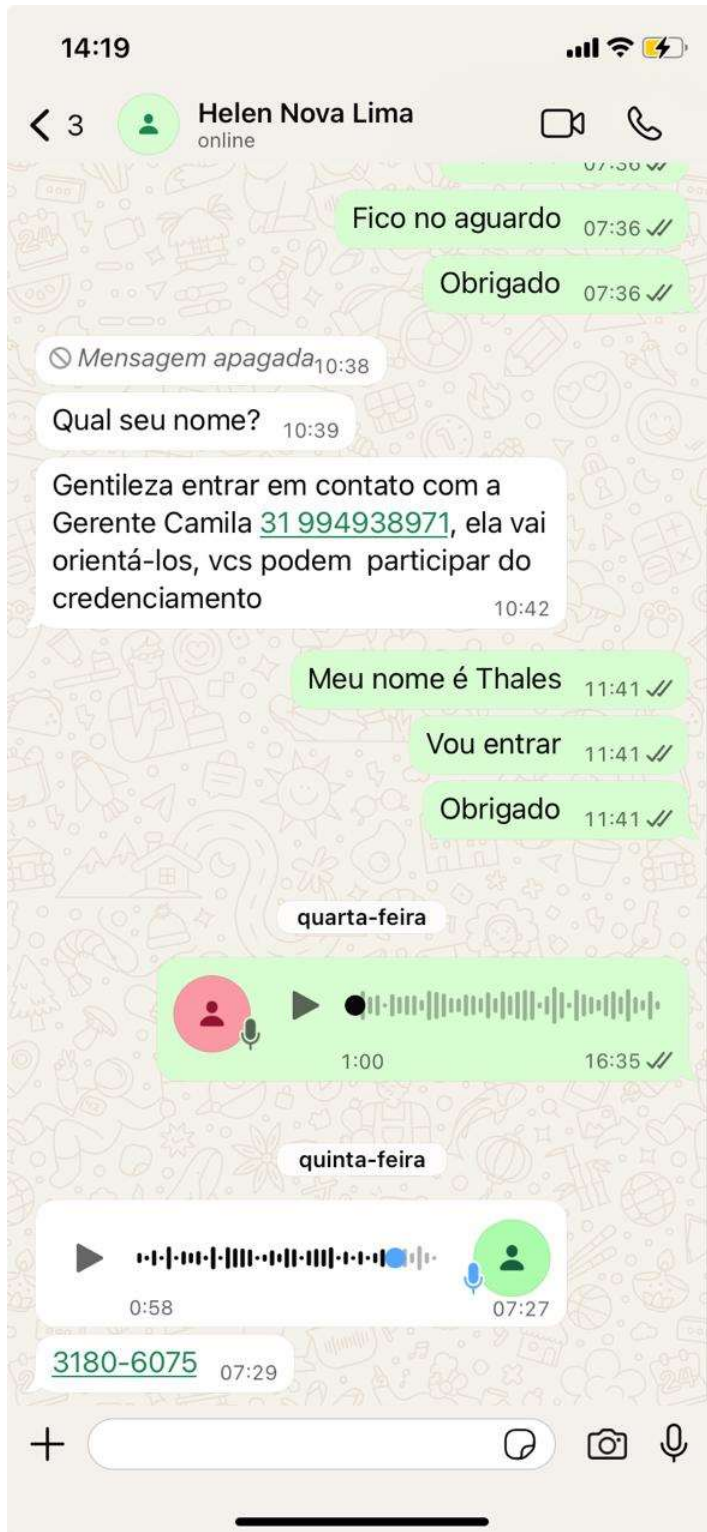 14:19
3
Helen Nova Lima
online
07:36
Fico no aguardo 07:36
Obrigado 07:36
Mensagem apagada 10:38
Qual seu nome? 10:39
Gentileza entrar em contato com a
Gerente Camila 31 994938971, ela vai
orientá-los, vcs podem participar do
credenciamento
10:42
Meu nome é Thales 11:41
Vou entrar 11:41
Obrigado 11:41
quarta-feira
1:00 16:35
quinta-feira
0:58 07:27
3180-6075 07:29